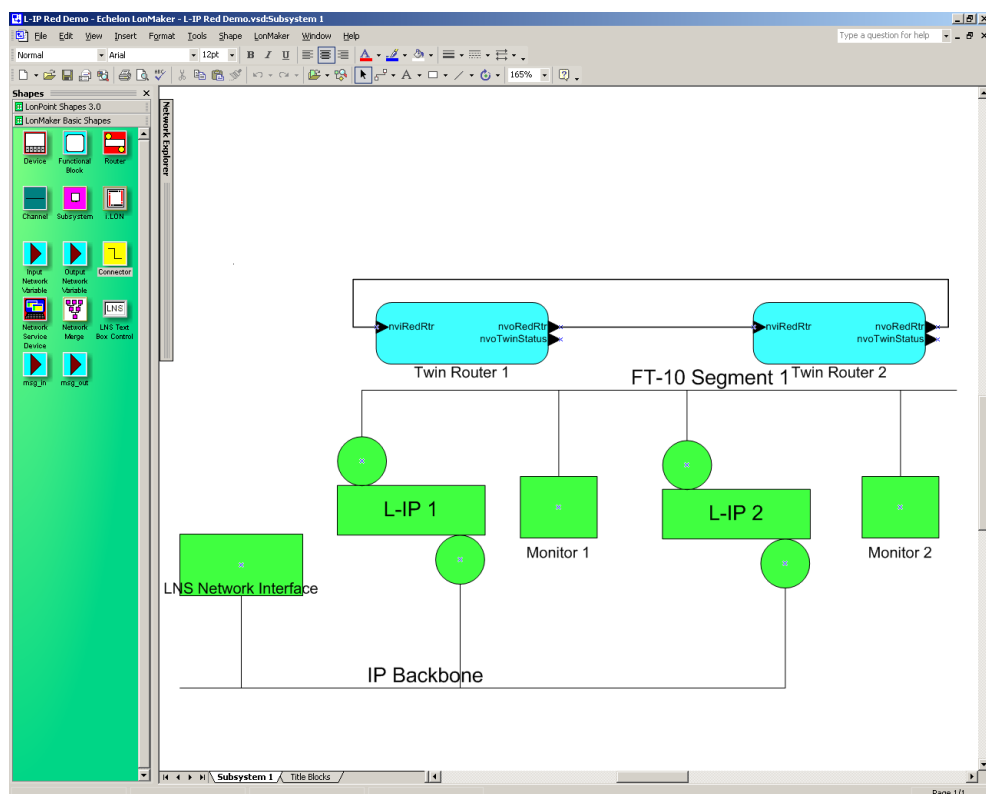 L-IP Red Demo - Echelon LonMaker - L-IP Red Demo.vsd:Subsystem 1
File Edit View Insert Format Tools Shape LonMaker Window Help
Type a question for help
Normal Arial 12pt B I U
165%
Shapes
LonPoint Shapes 3.0
LonMaker Basic Shapes
Device Functional Block Router
Channel Subsystem i.LON
Input Network Variable Output Network Variable Connector
Network Service Device Network Merge LNS Text Box Control
LNS
msg_in msg_out
Network Explorer
nviRedRtr nvoRedRtr
nvoTwinStatus
nviRedRtr nvoRedRtr
nvoTwinStatus
Twin Router 1
Twin Router 2
FT-10 Segment 1
L-IP 1
L-IP 2
Monitor 1
Monitor 2
LNS Network Interface
IP Backbone
Subsystem 1 Title Blocks
Page 1/1